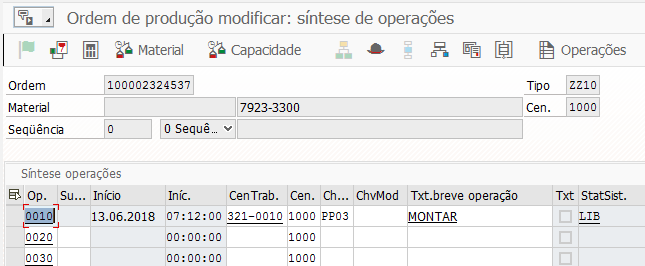 Ordem de produção modificar: síntese de operações
Material Capacidade Operações
Ordem 100002324537 Tipo ZZ10
Material 7923-3300 Cen. 1000
Seqüência 0 0 Sequê...
Síntese operações
Op. Su... Início Iníc. CenTrab. Cen. Ch... ChvMod Txt.breve operação Txt StatSist.
0010 13.06.2018 07:12:00 321-0010 1000 PP03 MONTAR LIB
0020 00:00:00 1000
0030 00:00:00 1000